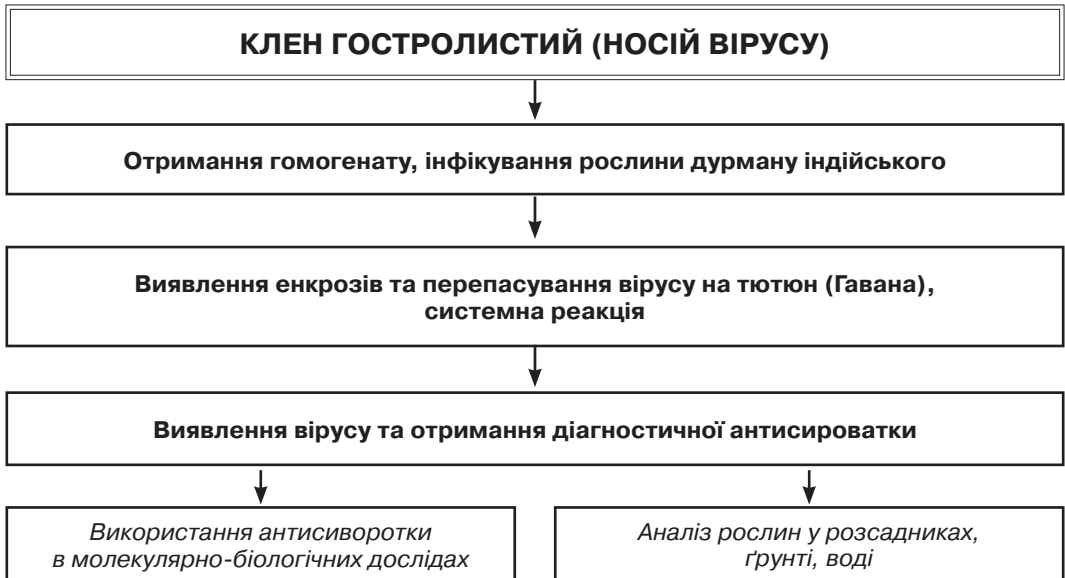 КЛЕН ГОСТРОЛИСТИЙ (НОСІЙ ВІРУСУ)
Отримання гомогенату, інфікування рослини дурману індійського
Виявлення енкрозів та перепасування вірусу на тютюн (Гавана),
системна реакція
Виявлення вірусу та отримання діагностичної антисироватки
Використання антисиворотки
в молекулярно-біологічних дослідах
Аналіз рослин у розсадниках,
ґрунті, воді